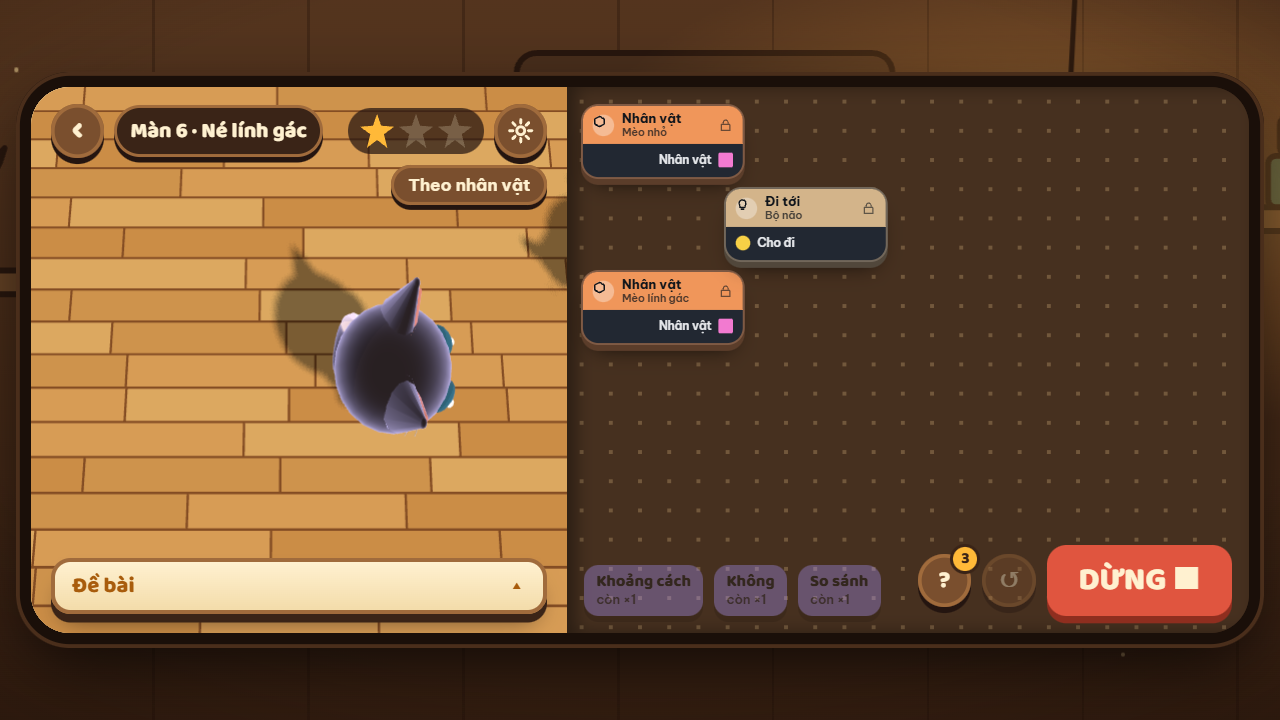 Màn 6 · Né lính gác
Theo nhân vật
Đề bài
Nhân vật
Mèo nhỏ
Nhân vật
Đi tới
Bộ não
Cho đi
Nhân vật
Mèo lính gác
Nhân vật
Khoảng cách
còn ×1
Không
còn ×1
So sánh
còn ×1
?
3
DỪNG